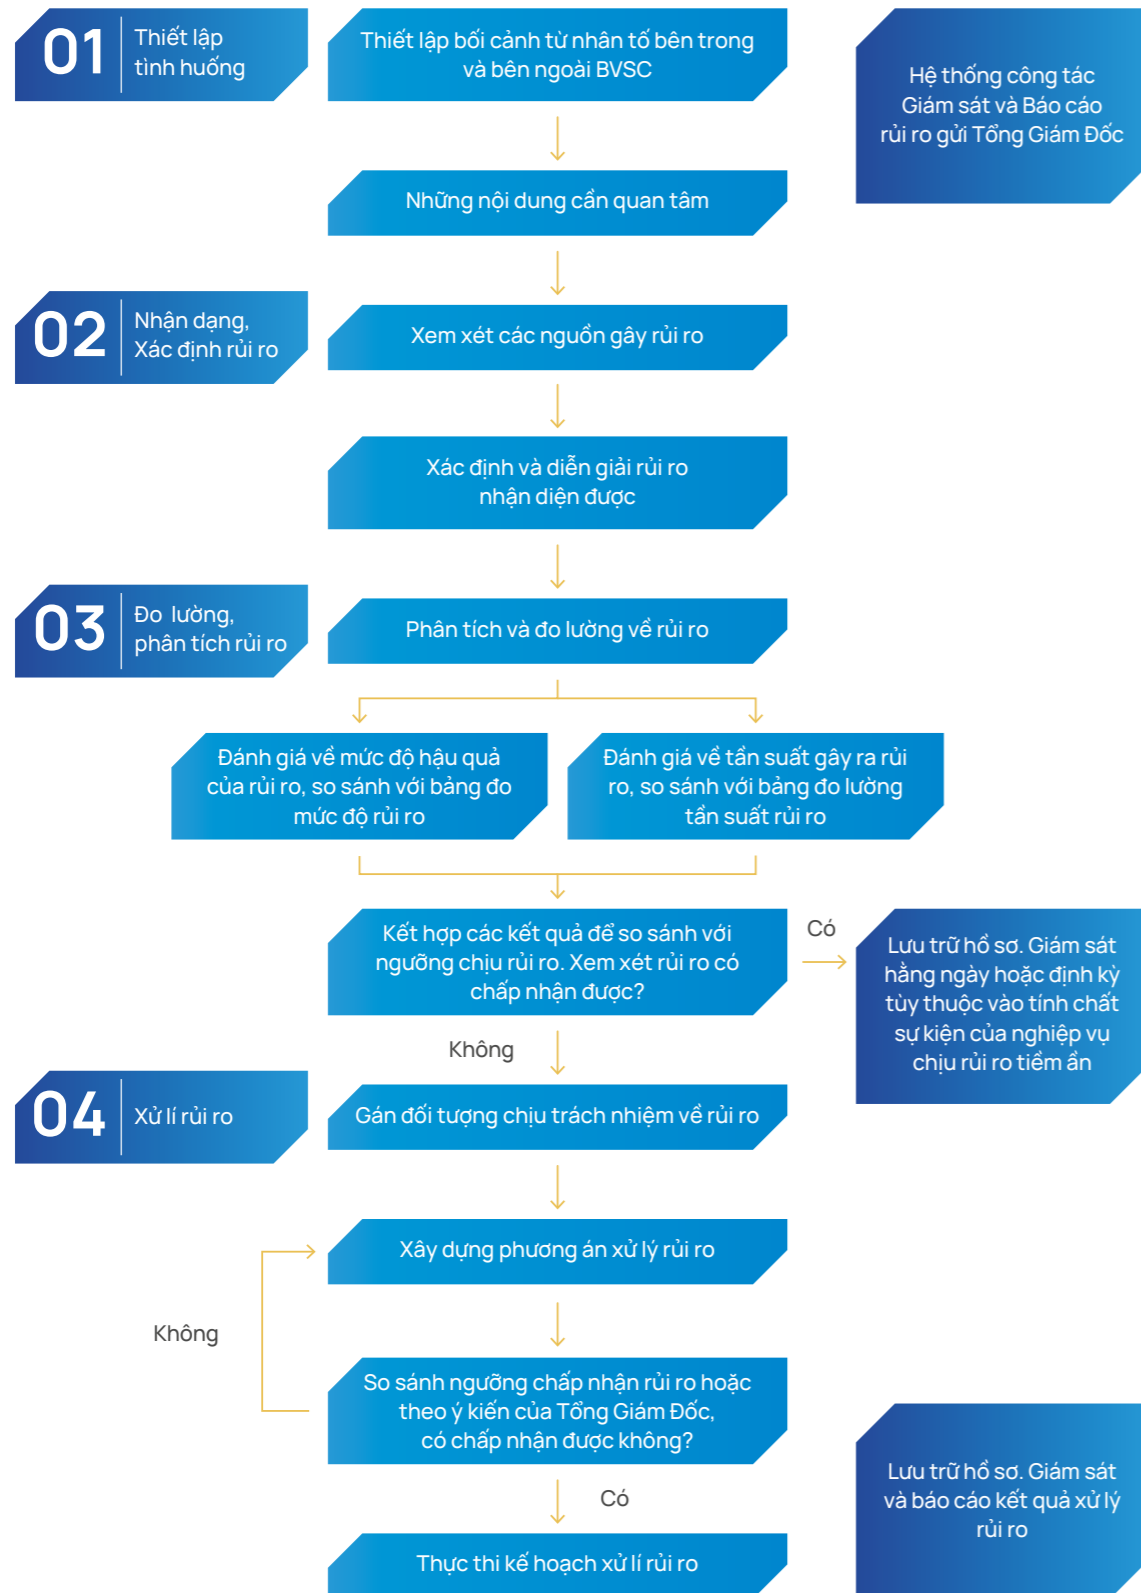 01
Thiết lập
tình huống
Thiết lập bối cảnh từ nhân tố bên trong
và bên ngoài BVSC
Hệ thống công tác
Giám sát và Báo cáo
rủi ro gửi Tổng Giám Đốc
Những nội dung cần quan tâm
02
Nhận dạng,
Xác định rủi ro
Xem xét các nguồn gây rủi ro
Xác định và diễn giải rủi ro
nhận diện được
03
Đo lường,
phân tích rủi ro
Phân tích và đo lường về rủi ro
Đánh giá về mức độ hậu quả
của rủi ro, so sánh với bảng đo
mức độ rủi ro
Đánh giá về tần suất gây ra rủi
ro, so sánh với bảng đo lường
tần suất rủi ro
Kết hợp các kết quả để so sánh với
ngưỡng chịu rủi ro. Xem xét rủi ro có
chấp nhận được?
Có
Lưu trữ hồ sơ. Giám sát
hằng ngày hoặc định kỳ
tùy thuộc vào tính chất
sự kiện của nghiệp vụ
chịu rủi ro tiềm ẩn
Không
04
Xử lí rủi ro
Gán đối tượng chịu trách nhiệm về rủi ro
Xây dựng phương án xử lý rủi ro
Không
So sánh ngưỡng chấp nhận rủi ro hoặc
theo ý kiến của Tổng Giám Đốc,
có chấp nhận được không?
Có
Lưu trữ hồ sơ. Giám sát
và báo cáo kết quả xử lý
rủi ro
Thực thi kế hoạch xử lí rủi ro